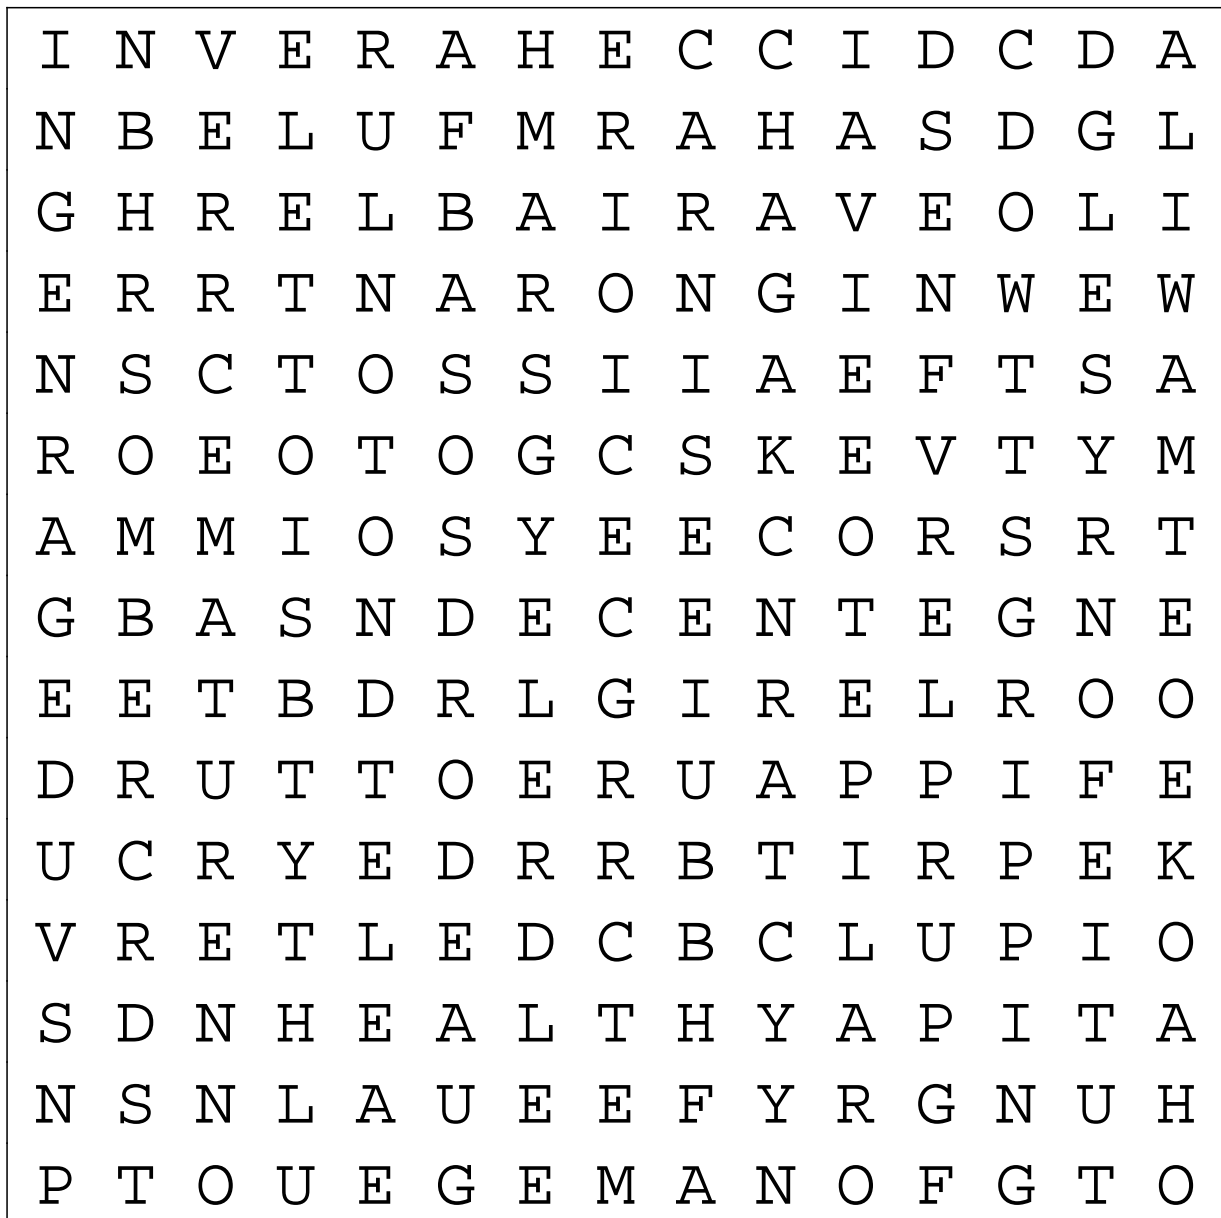 I N V E R A H E C C I D C D A
N B E L U F M R A H A S D G L
G H R E L B A I R A V E O L I
E R R T N A R O N G I N W E W
N S C T O S S I I A E F T S A
R O E O T O G C S K E V T Y M
A M M I O S Y E E C O R S R T
G B A S N D E C E N T E G N E
E E T B D R L G I R E L R O O
D R U T T O E R U A P P I F E
U C R Y E D R R B T I R P E K
V R E T L E D C B C L U P I O
S D N H E A L T H Y A P I T A
N S N L A U E E F Y R G N U H
P T O U E G E M A N O F G T O